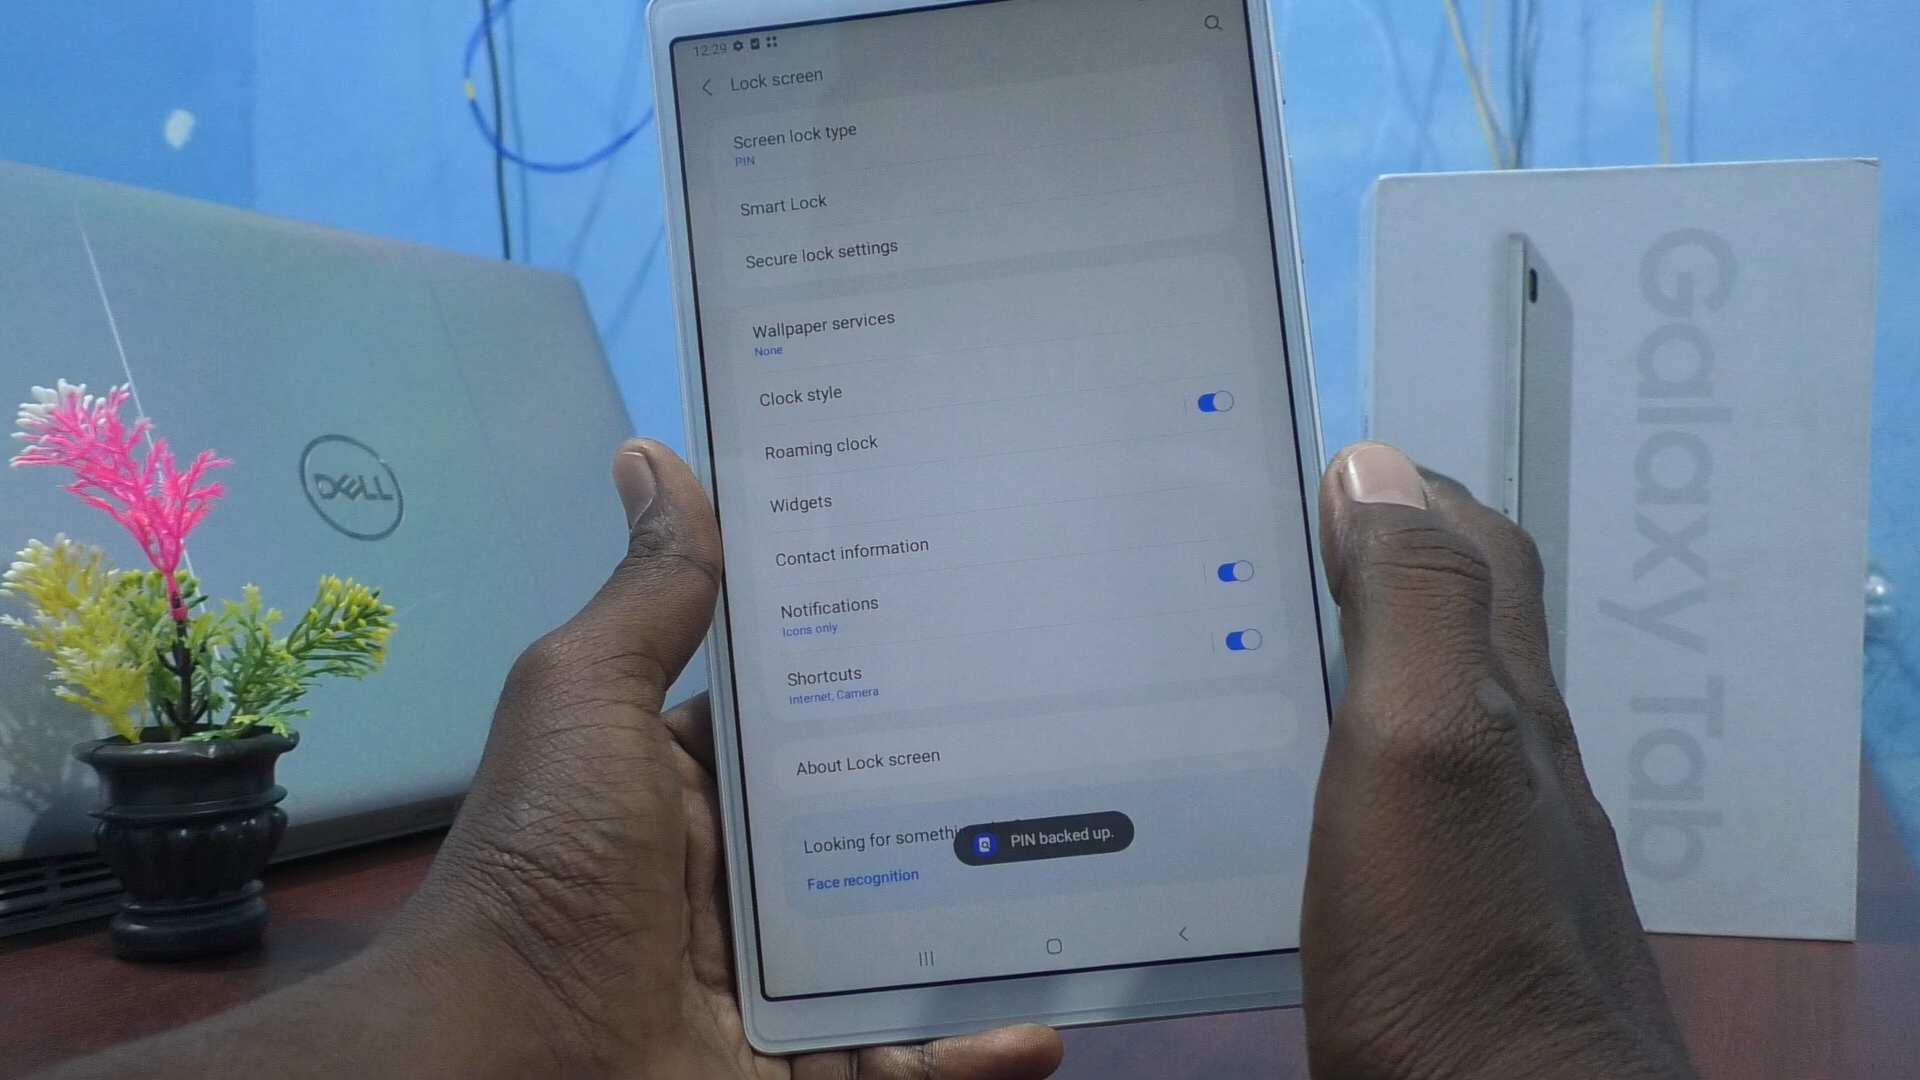 12:29
Lock screen
Screen lock type
PIN
Smart Lock
Secure lock settings
Wallpaper services
None
Clock style
Roaming clock
Widgets
Contact information
Notifications
Icons only
Shortcuts
Internet, Camera
About Lock screen
Looking for somethi
PIN backed up.
Face recognition
DELL
Galaxy Tab